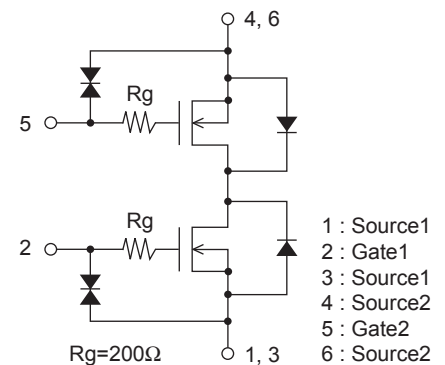 4, 6
Rg
5
Rg
2
1 : Source1
2 : Gate1
3 : Source1
4 : Source2
5 : Gate2
6 : Source2
Rg=200Ω
1, 3